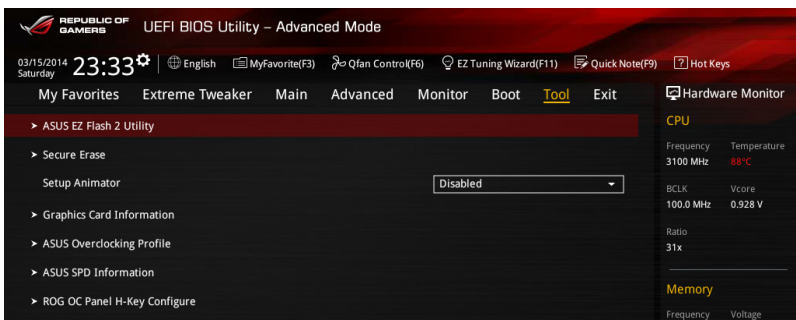 REPUBLIC OF
GAMERS
UEFI BIOS Utility – Advanced Mode
03/15/2014
Saturday
23:33
English
MyFavorite(F3)
Qfan Control(F6)
EZ Tuning Wizard(F11)
Quick Note(F9)
? Hot Keys
My Favorites
Extreme Tweaker
Main
Advanced
Monitor
Boot
Tool
Exit
Hardware Monitor
> ASUS EZ Flash 2 Utility
> Secure Erase
Setup Animator
Disabled
> Graphics Card Information
> ASUS Overclocking Profile
> ASUS SPD Information
> ROG OC Panel H-Key Configure
CPU
Frequency Temperature
3100 MHz 88°C
BCLK Vcore
100.0 MHz 0.928 V
Ratio
31x
Memory
Frequency Voltage